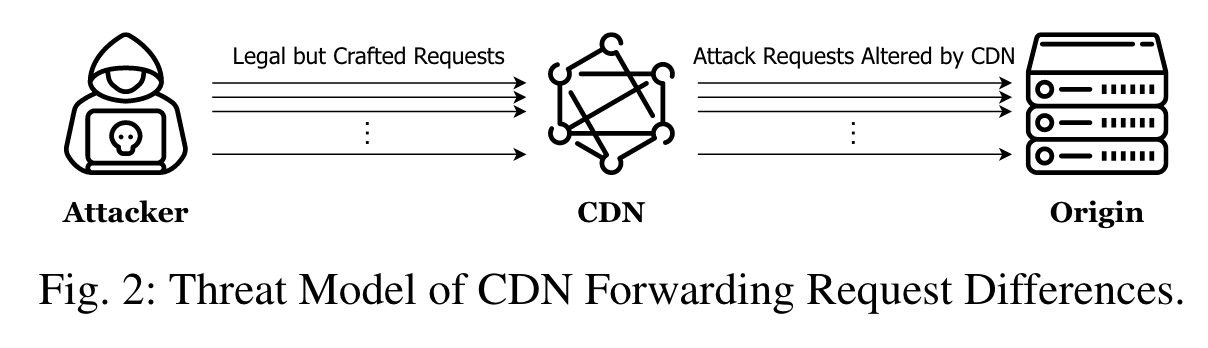 Legal but Crafted Requests
Attack Requests Altered by CDN
Attacker
CDN
Origin
Fig. 2: Threat Model of CDN Forwarding Request Differences.